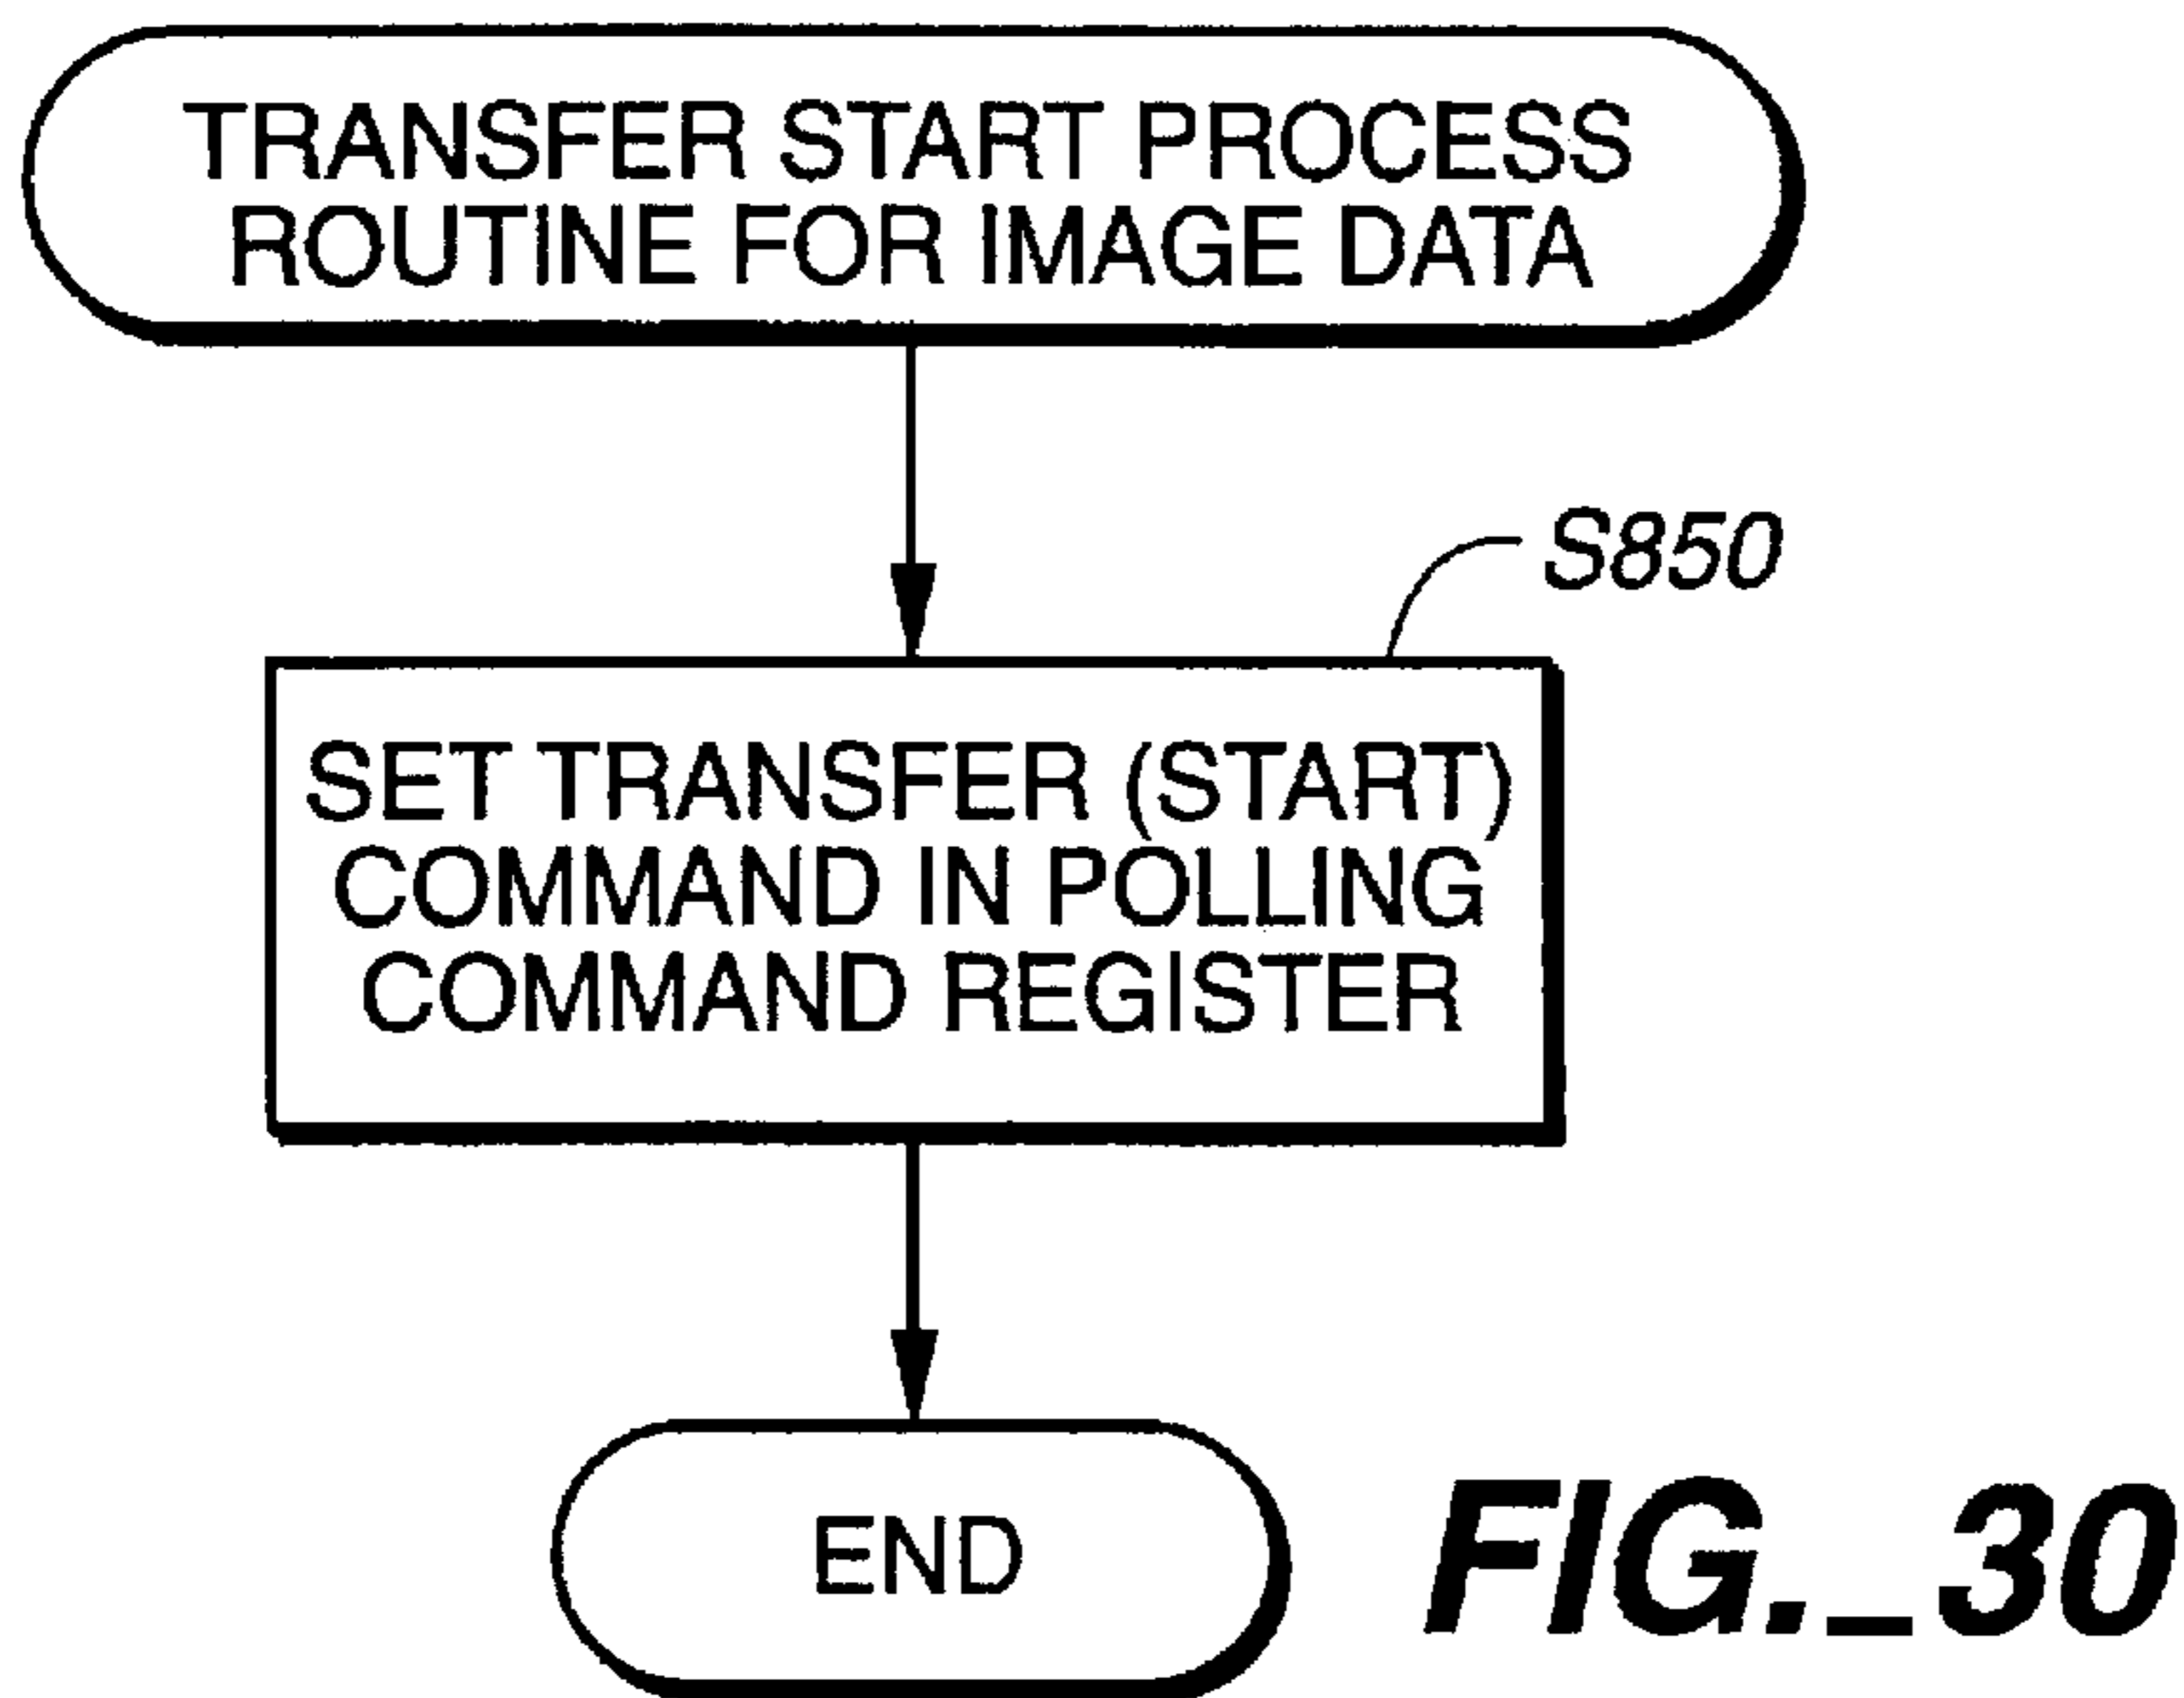 TRANSFER START PROCESS
ROUTINE FOR IMAGE DATA
S850
SET TRANSFER (START)
COMMAND IN POLLING
COMMAND REGISTER
END
FIG._30